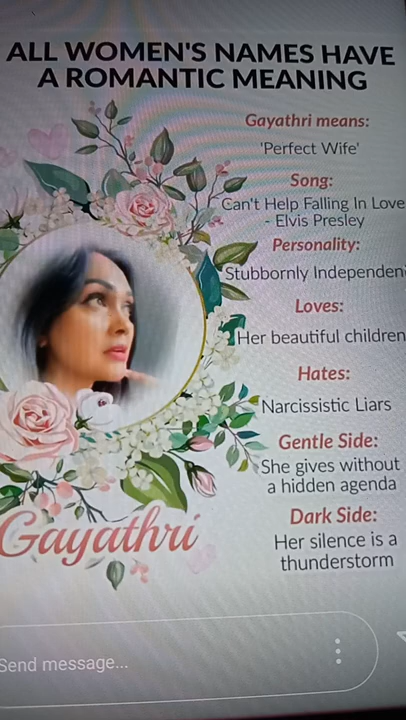 ALL WOMEN'S NAMES HAVE
A ROMANTIC MEANING
Gayathri means:
'Perfect Wife'
Song:
Can't Help Falling In Love
- Elvis Presley
Personality:
Stubbornly Independen
Loves:
Her beautiful children
Hates:
Narcissistic Liars
Gentle Side:
She gives without
a hidden agenda
Dark Side:
Her silence is a
thunderstorm
Gayathri
Send message...